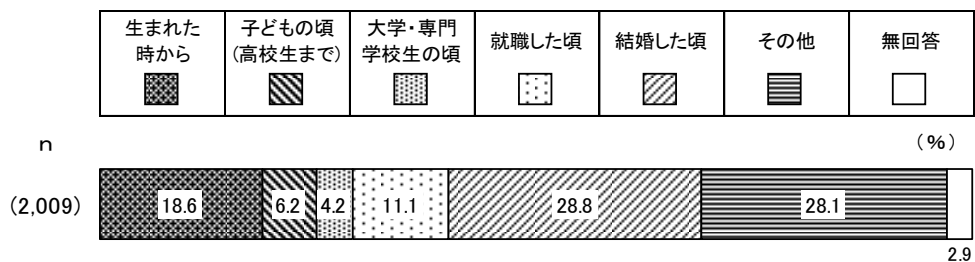 生まれた
時から
子どもの頃
(高校生まで)
大学・専門
学校生の頃
就職した頃
結婚した頃
その他
無回答
n
(%)
(2,009)
18.6
6.2
4.2
11.1
28.8
28.1
2.9